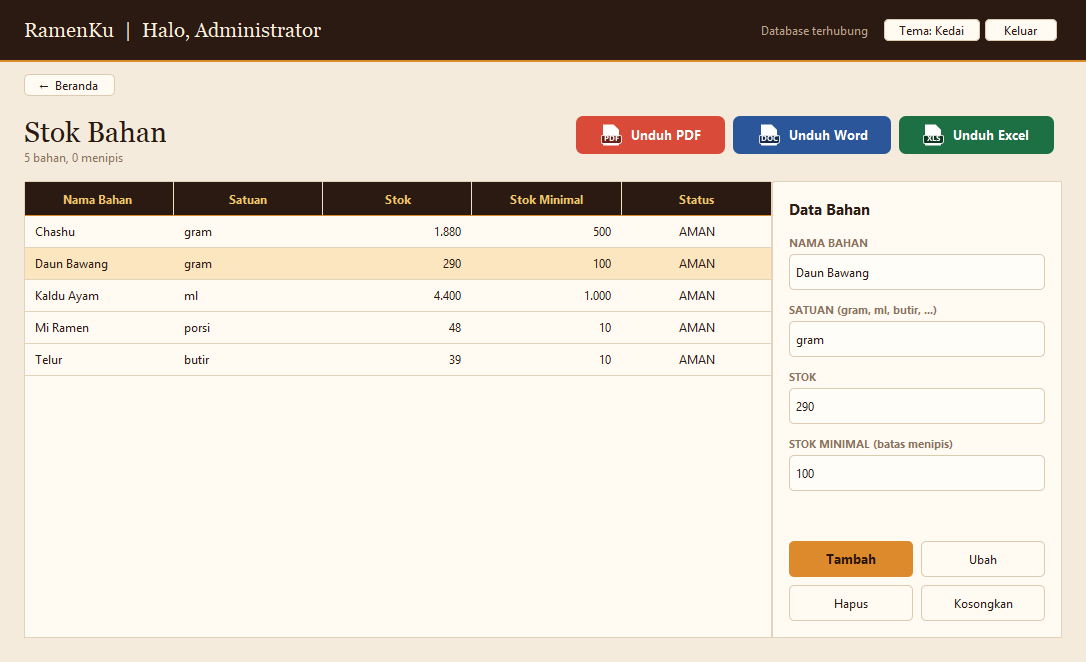 RamenKu | Halo, Administrator
Database terhubung
Tema: Kedai
Keluar
← Beranda
Stok Bahan
5 bahan, 0 menipis
PDF Unduh PDF
DOC Unduh Word
XLS Unduh Excel
Nama Bahan Satuan Stok Stok Minimal Status
Chashu gram 1.880 500 AMAN
Daun Bawang gram 290 100 AMAN
Kaldu Ayam ml 4.400 1.000 AMAN
Mi Ramen porsi 48 10 AMAN
Telur butir 39 10 AMAN
Data Bahan
NAMA BAHAN
Daun Bawang
SATUAN (gram, ml, butir, ...)
gram
STOK
290
STOK MINIMAL (batas menipis)
100
Tambah Ubah
Hapus Kosongkan